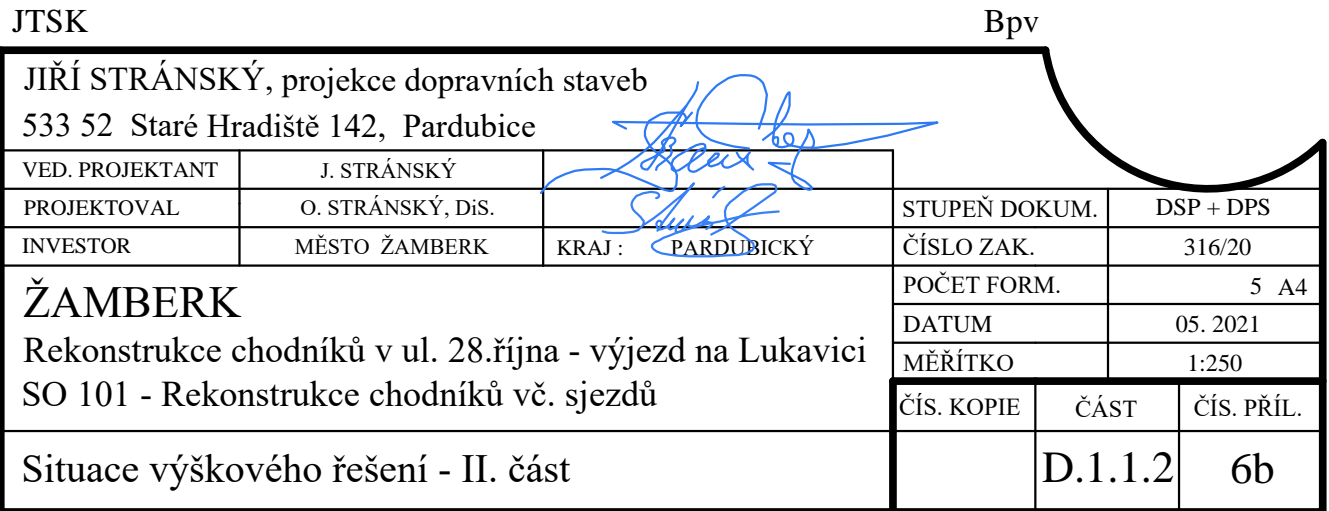 JTSK Bpv
JIŘÍ STRÁNSKÝ, projekce dopravních staveb
533 52 Staré Hradiště 142, Pardubice
VED. PROJEKTANT J. STRÁNSKÝ
PROJEKTOVAL O. STRÁNSKÝ, DiS.
INVESTOR MĚSTO ŽAMBERK KRAJ : PARDUBICKÝ
STUPEŇ DOKUM. DSP + DPS
ČÍSLO ZAK. 316/20
POČET FORM. 5 A4
DATUM 05. 2021
MĚŘÍTKO 1:250
ŽAMBERK
Rekonstrukce chodníků v ul. 28.října - výjezd na Lukavici
SO 101 - Rekonstrukce chodníků vč. sjezdů
ČÍS. KOPIE ČÁST ČÍS. PŘÍL.
Situace výškového řešení - II. část
D.1.1.2 6b